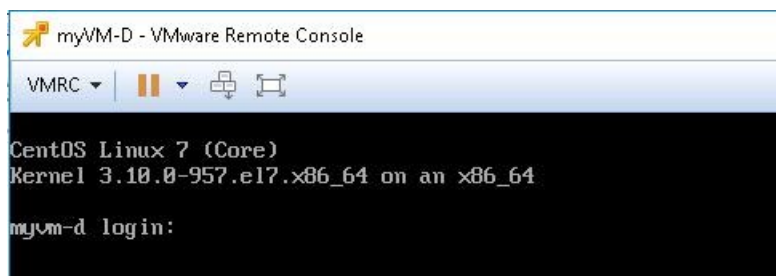 myVM-D - VMware Remote Console
VMRC
CentOS Linux 7 (Core)
Kernel 3.10.0-957.el7.x86_64 on an x86_64
myvm-d login: